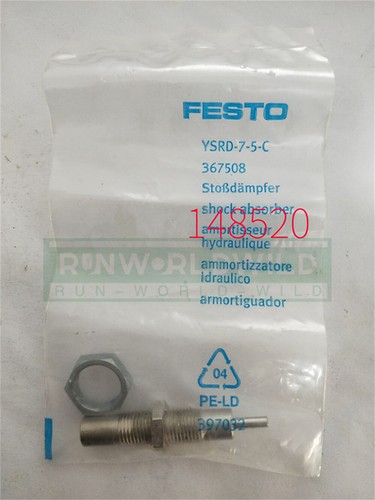 FESTO
YSRD-7-5-C
367508
Stoßdämpfer
shock absorber
148520
amortisseur
hydraulique
ammortizzatore
idraulico
armortiguador
RUNWORLDWILD
RUN-WORLD-WILD
04
PE-LD
397032